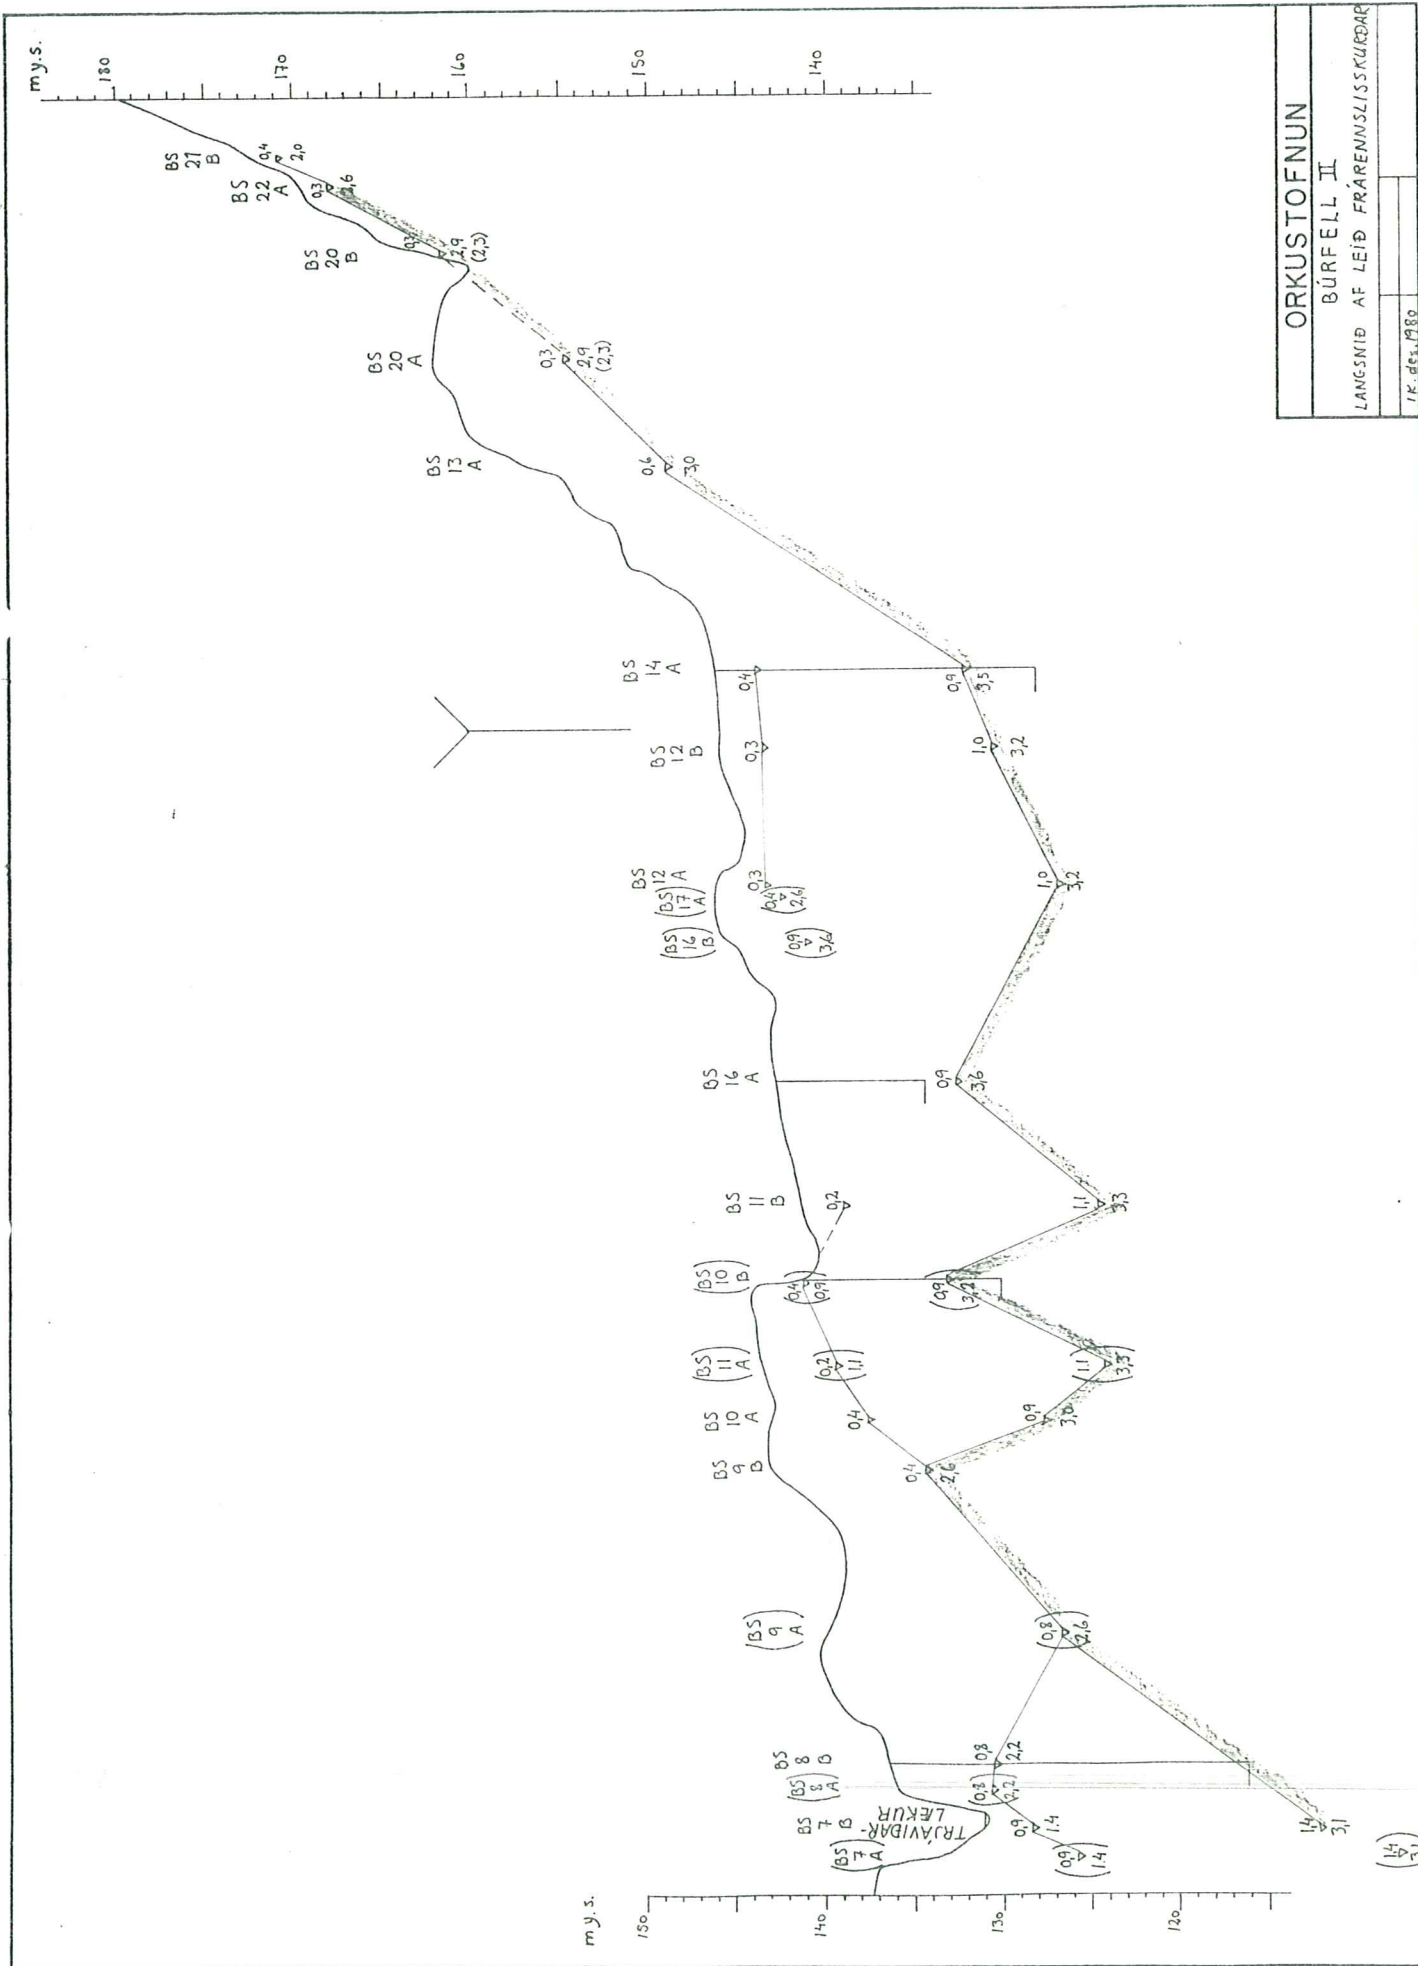 ORKUSTOFNUN
BÚRFELL II
LANGSNIÐ AF LEIÐ FRÁRENNSLISSKURÐAR
I K. des. 1980
m y.s.
150
140
130
120
m y.s.
180
170
160
150
140
(BS 7 A)
BS 7 B
(BS 8 A)
BS 8 B
(BS 9 A)
BS 9 B
BS 10 A
(BS 11 A)
(BS 10 B)
BS 11 B
BS 16 A
(BS 16 B)
(BS 17 A)
BS 12 A
BS 12 B
BS 14 A
BS 13 A
BS 20 A
BS 20 B
BS 22 A
BS 21 B
TRJÁVIÐAR-
LÆKUR
(0,9 1.4)
0,9 1.4
(0,8 2,2)
0,8 2,2
(0,8 2,6)
0,4 2,6
0,4
(0,2 1,1)
(0,4 0,9)
0,2
(0,9 3,6)
(0,4 2,6)
0,3
0,3
0,4
1.4 3,1
0,9 3,0
(1.1 3,3)
(0,9 3,2)
1,1 3,3
0,9 3,6
1,0 3,2
1,0 3,2
0,9 3,5
0,6 3,0
0,3 2,9 (2,3)
0,3 2,9 (2,3)
0,3 2,6
0,4 2,0